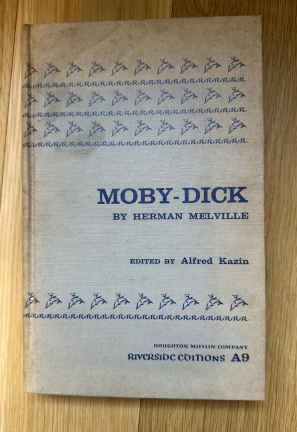 MOBY-DICK
BY HERMAN MELVILLE
EDITED BY Alfred Kazin
HOUGHTON MIFFLIN COMPANY
RIVERSIDE EDITIONS A9